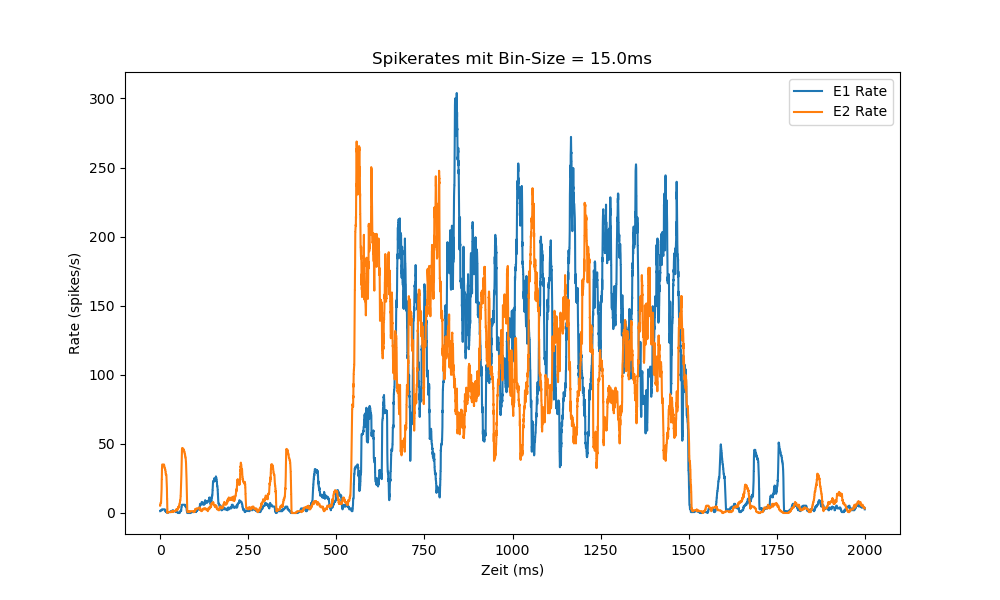 Spikerates mit Bin-Size = 15.0ms
E1 Rate
E2 Rate
300
250
200
150
100
50
0
Rate (spikes/s)
0 250 500 750 1000 1250 1500 1750 2000
Zeit (ms)